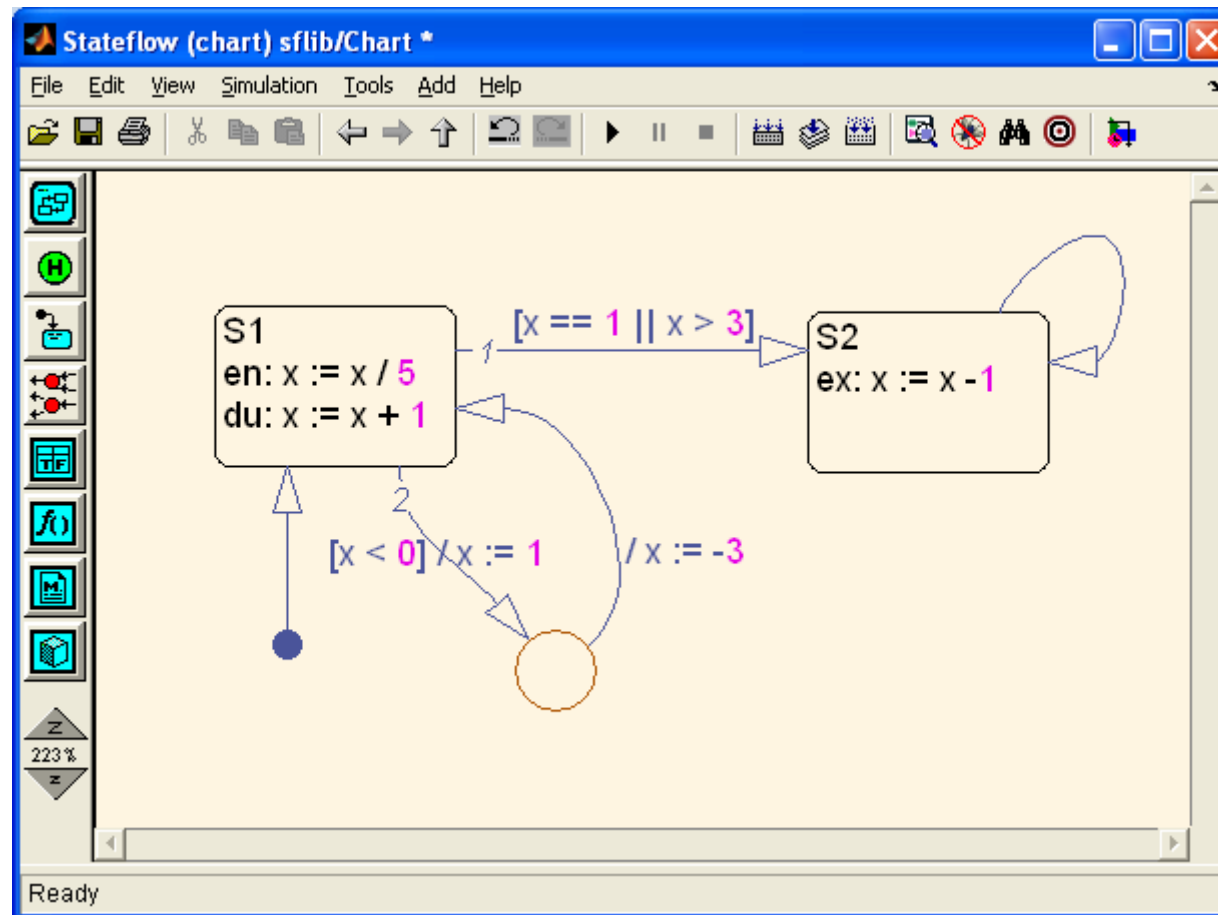 Stateflow (chart) sflib/Chart *
File Edit View Simulation Tools Add Help
H
S1
en: x := x / 5
du: x := x + 1
1
[x == 1 || x > 3]
S2
ex: x := x -1
2
[x < 0] / x := 1
/ x := -3
TF
f()
M
z
223%
z
Ready